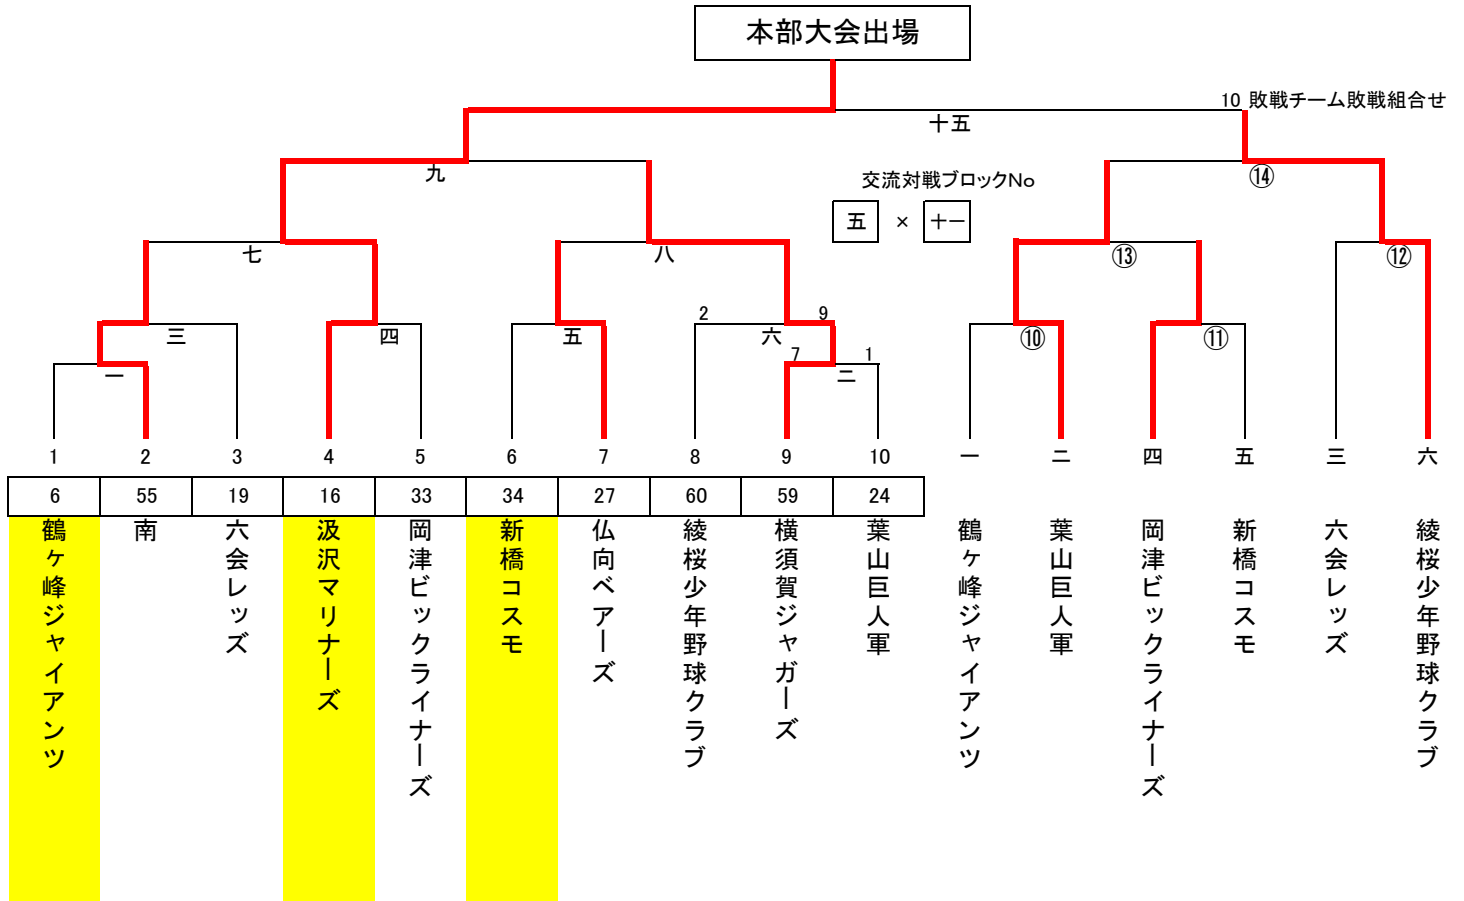 本部大会出場
10 敗戦チーム敗戦組合せ
十五
九
交流対戦ブロックNo
⑭
五 × 十一
七
八
⑬
⑫
2
9
三
四
五
六
⑩
⑪
7
1
一
二
1 2 3 4 5 6 7 8 9 10 一 二 四 五 三 六
6 55 19 16 33 34 27 60 59 24
鶴ヶ峰ジャイアンツ
南
六会レッズ
汲沢マリナーズ
岡津ビックライナーズ
新橋コスモ
仏向ベアーズ
綾桜少年野球クラブ
横須賀ジャガーズ
葉山巨人軍
鶴ヶ峰ジャイアンツ
葉山巨人軍
岡津ビックライナーズ
新橋コスモ
六会レッズ
綾桜少年野球クラブ